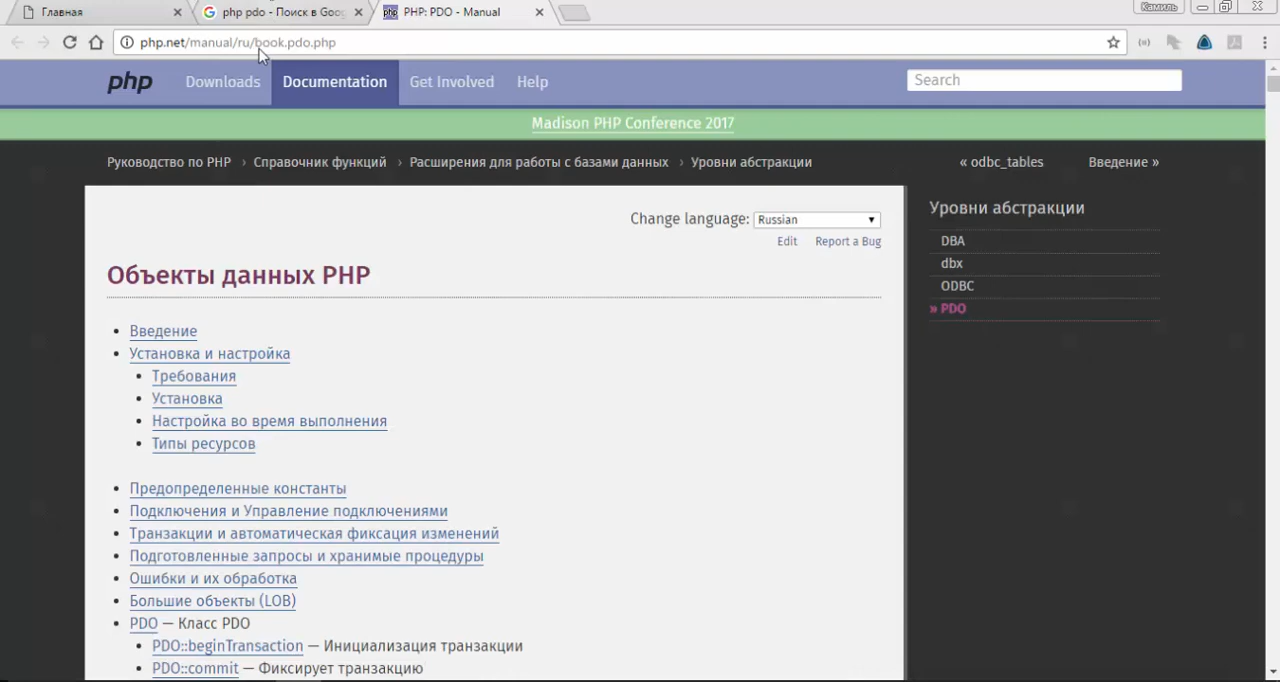 Главная
php pdo - Поиск в Goog
PHP: PDO - Manual
Камиль
php.net/manual/ru/book.pdo.php
php
Downloads
Documentation
Get Involved
Help
Search
Madison PHP Conference 2017
Руководство по PHP › Справочник функций › Расширения для работы с базами данных › Уровни абстракции
« odbc_tables
Введение »
Change language: Russian
Edit
Report a Bug
Объекты данных PHP
• Введение
• Установка и настройка
• Требования
• Установка
• Настройка во время выполнения
• Типы ресурсов
• Предопределенные константы
• Подключения и Управление подключениями
• Транзакции и автоматическая фиксация изменений
• Подготовленные запросы и хранимые процедуры
• Ошибки и их обработка
• Большие объекты (LOB)
• PDO — Класс PDO
• PDO::beginTransaction — Инициализация транзакции
• PDO::commit — Фиксирует транзакцию
Уровни абстракции
DBA
dbx
ODBC
» PDO